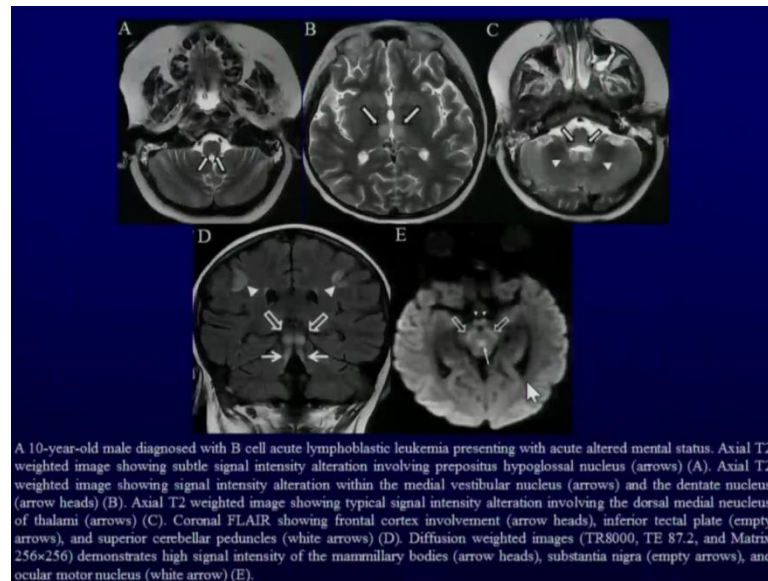 A
B
C
D
E
A 10-year-old male diagnosed with B cell acute lymphoblastic leukemia presenting with acute altered mental status. Axial T2
weighted image showing subtle signal intensity alteration involving prepositus hypoglossal nucleus (arrows) (A). Axial T2
weighted image showing signal intensity alteration within the medial vestibular nucleus (arrows) and the dentate nucleus
(arrow heads) (B). Axial T2 weighted image showing typical signal intensity alteration involving the dorsal medial neucleus
of thalami (arrows) (C). Coronal FLAIR showing frontal cortex involvement (arrow heads), inferior tectal plate (empty
arrows), and superior cerebellar peduncles (white arrows) (D). Diffusion weighted images (TR8000, TE 87.2, and Matrix
256×256) demonstrates high signal intensity of the mammillary bodies (arrow heads), substantia nigra (empty arrows), and
ocular motor nucleus (white arrow) (E).